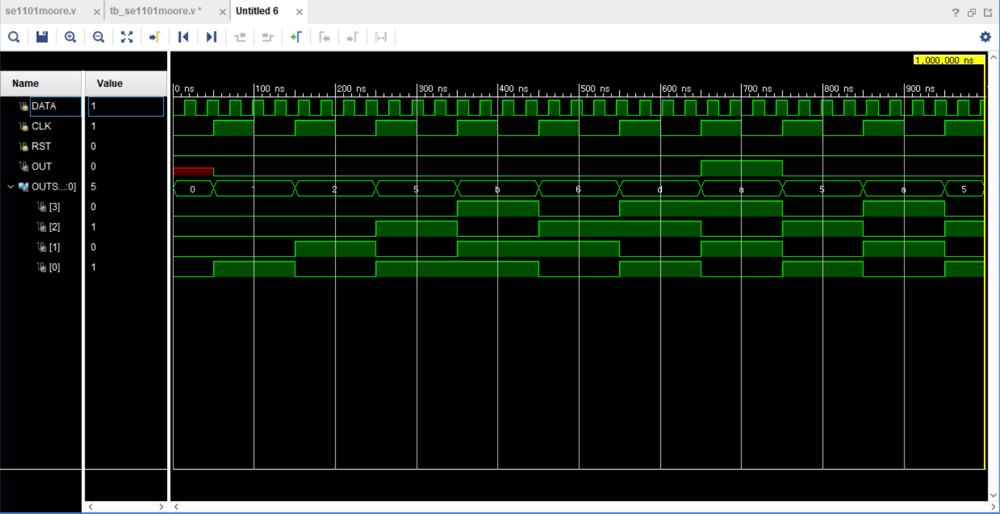 se1101moore.v × tb_se1101moore.v * × Untitled 6 ×
1,000,000 ns
Name Value
0 ns 100 ns 200 ns 300 ns 400 ns 500 ns 600 ns 700 ns 800 ns 900 ns
DATA 1
CLK 1
RST 0
OUT 0
OUTS...:0] 5 0 1 2 5 b 6 d a 5 a 5
[3] 0
[2] 1
[1] 0
[0] 1